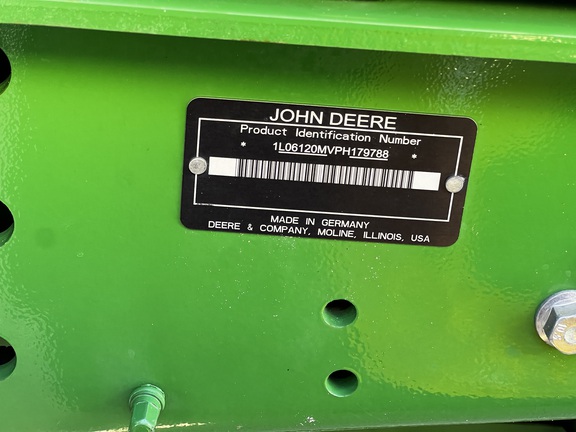 JOHN DEERE
Product Identification Number
* 1L06120MVPH179788 *
MADE IN GERMANY
DEERE & COMPANY, MOLINE, ILLINOIS, USA